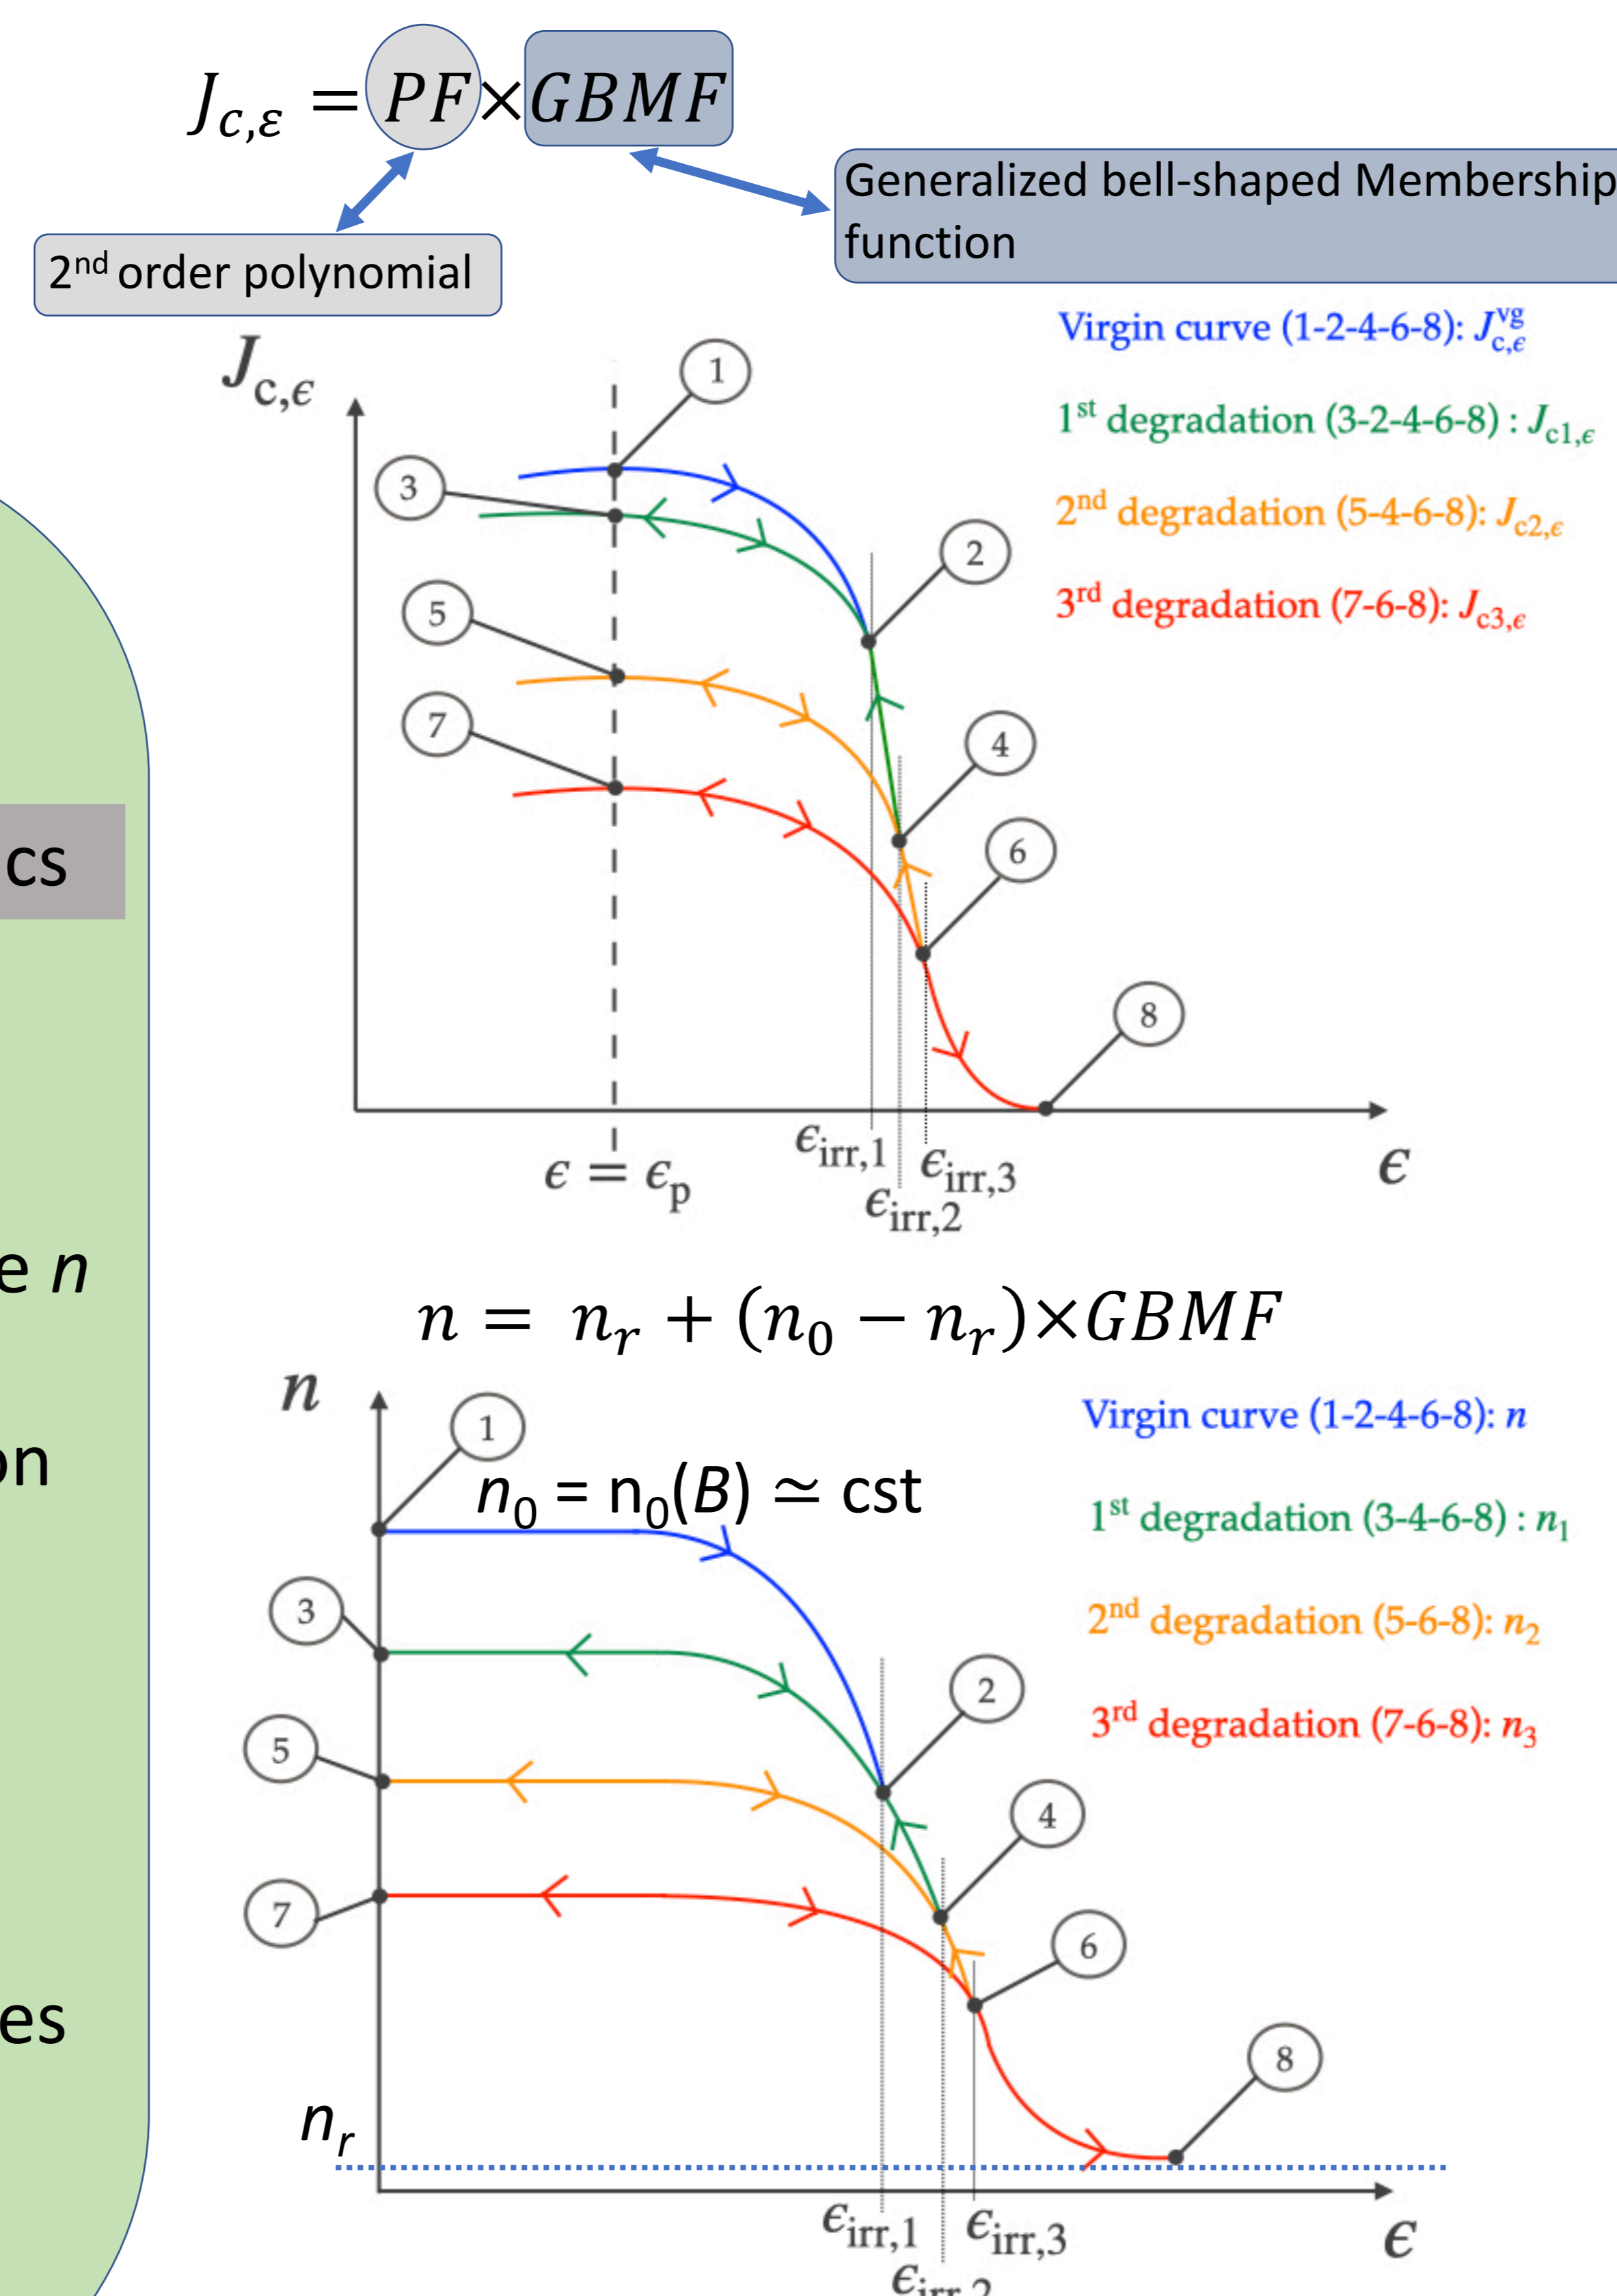 J_{c,ε} = PF×GBMF
Generalized bell-shaped Membership
function
2nd order polynomial
J_{c,ϵ}
Virgin curve (1-2-4-6-8): J^{vg}_{c,ϵ}
1st degradation (3-2-4-6-8) : J_{c1,ϵ}
2nd degradation (5-4-6-8): J_{c2,ϵ}
3rd degradation (7-6-8): J_{c3,ϵ}
1
3
2
5
7
4
6
8
cs
ϵ_{irr,1}
ϵ = ϵ_p
ϵ_{irr,3}
ϵ
ϵ_{irr,2}
e n
n = n_r + (n_0 − n_r)×GBMF
n
Virgin curve (1-2-4-6-8): n
1
on
n_0 = n_0(B) ≃ cst
1st degradation (3-4-6-8) : n_1
3
2nd degradation (5-6-8): n_2
2
3rd degradation (7-6-8): n_3
5
4
7
6
es
8
n_r
ϵ_{irr,1}
ϵ_{irr,3}
ϵ
ϵ_{irr,2}